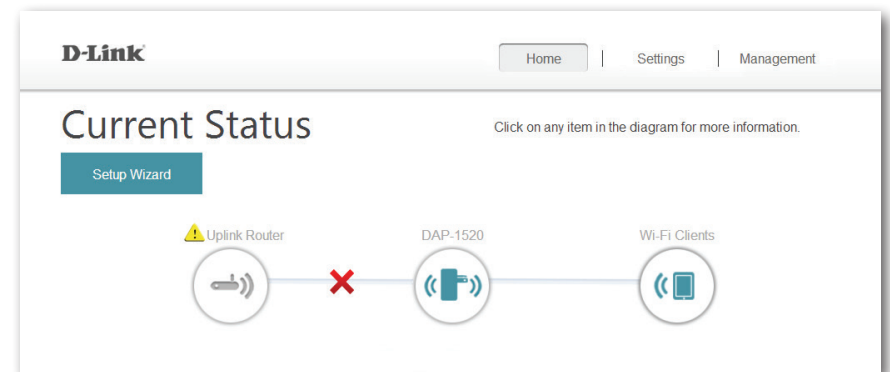 D-Link
Home | Settings | Management
Current Status
Click on any item in the diagram for more information.
Setup Wizard
Uplink Router
DAP-1520
Wi-Fi Clients